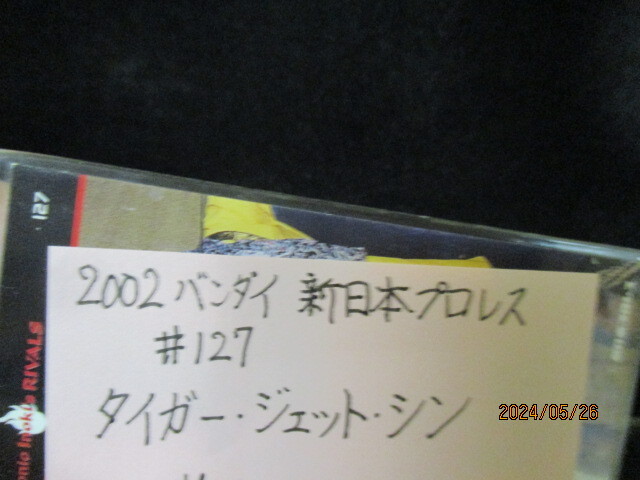 127
2002 バンダイ 新日本プロレス
#127
タイガー・ジェット・シン
RIVALS
2024/05/26